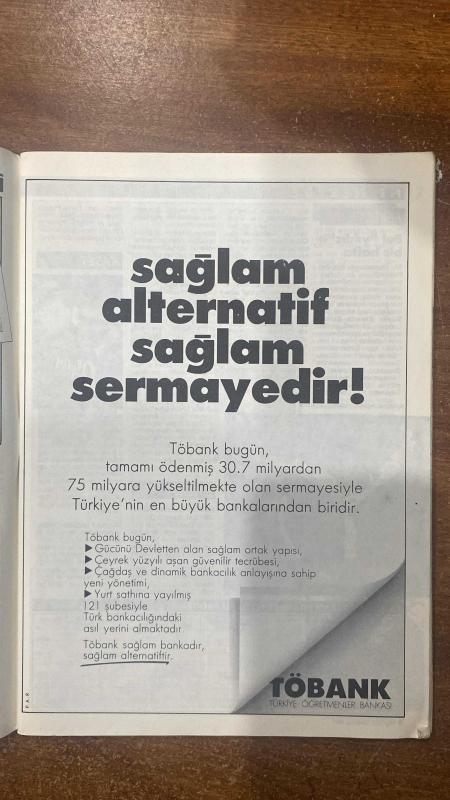 sağlam
alternatif
sağlam
sermayedir!
Töbank bugün,
tamamı ödenmiş 30.7 milyardan
75 milyara yükseltilmekte olan sermayesiyle
Türkiye'nin en büyük bankalarından biridir.
Töbank bugün,
▶ Gücünü Devletten alan sağlam ortak yapısı,
▶ Çeyrek yüzyılı aşan güvenilir tecrübesi,
▶ Çağdaş ve dinamik bankacılık anlayışına sahip
yeni yönetimi,
▶ Yurt sathına yayılmış
121 şubesiyle
Türk bankacılığındaki
asıl yerini almaktadır.
Töbank sağlam bankadır,
sağlam alternatiftir.
TÖBANK
TÜRKİYE ÖĞRETMENLER BANKASI